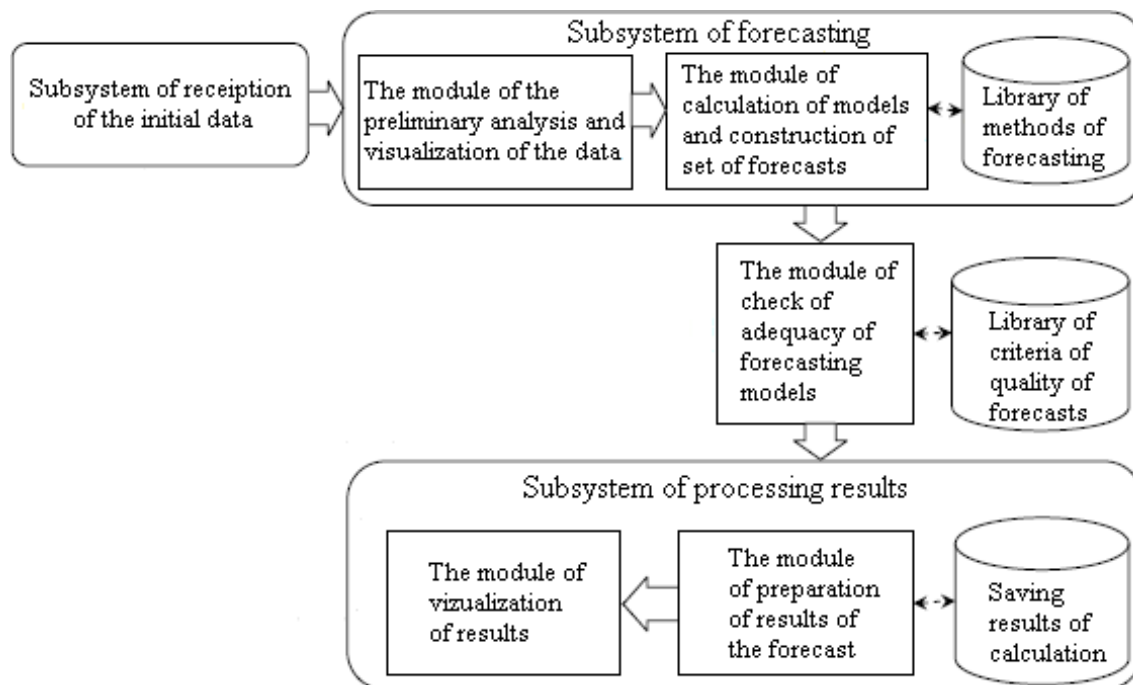 Subsystem of forecasting
Subsystem of receiption
of the initial data
The module of the
preliminary analysis and
visualization of the data
The module of
calculation of models
and construction of
set of forecasts
Library of
methods of
forecasting
The module of
check of
adequacy of
forecasting
models
Library of
criteria of
quality of
forecasts
Subsystem of processing results
The module of
vizualization
of results
The module
of preparation
of results of
the forecast
Saving
results of
calculation